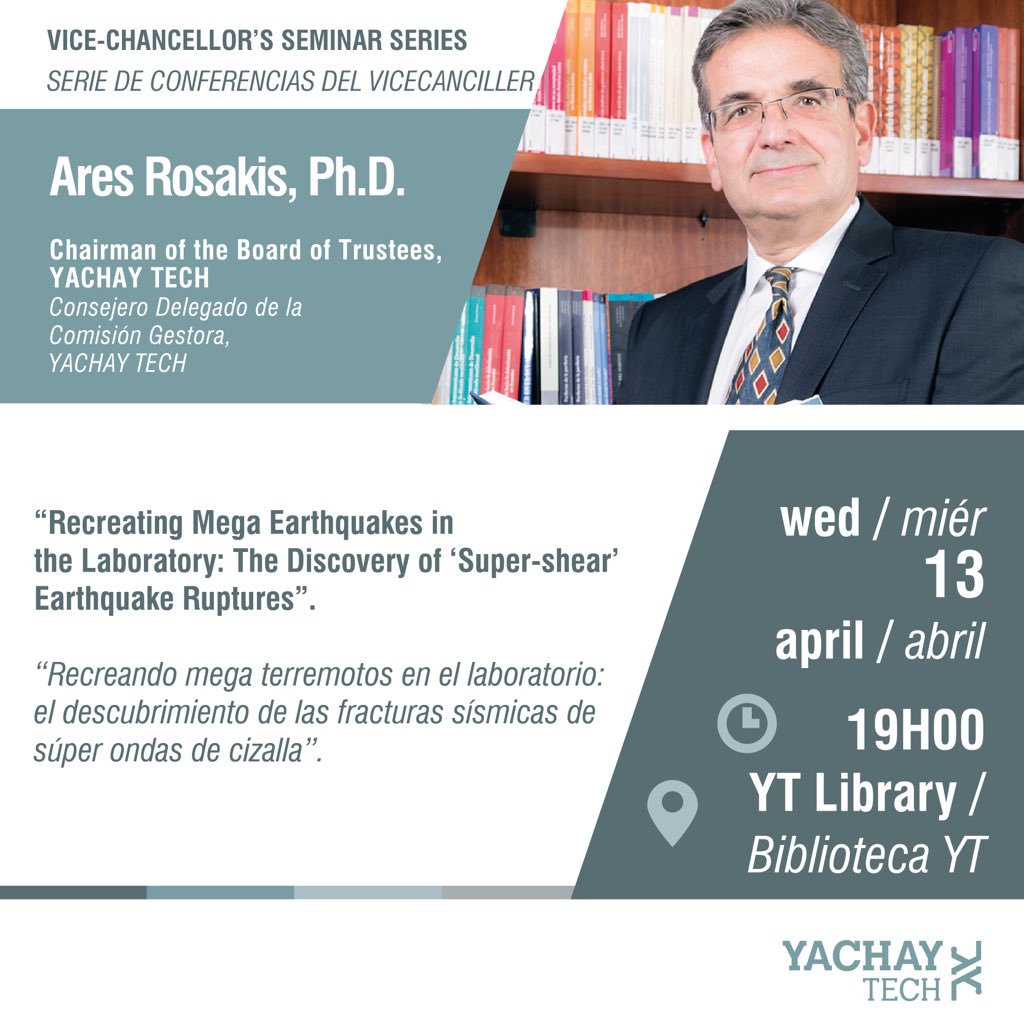 VICE-CHANCELLOR'S SEMINAR SERIES
SERIE DE CONFERENCIAS DEL VICECANCILLER
Ares Rosakis, Ph.D.
Chairman of the Board of Trustees,
YACHAY TECH
Consejero Delegado de la
Comisión Gestora,
YACHAY TECH
“Recreating Mega Earthquakes in
the Laboratory: The Discovery of ‘Super-shear’
Earthquake Ruptures”.
“Recreando mega terremotos en el laboratorio:
el descubrimiento de las fracturas sísmicas de
súper ondas de cizalla”.
wed / miér
13
april / abril
19H00
YT Library /
Biblioteca YT
YACHAY
TECH